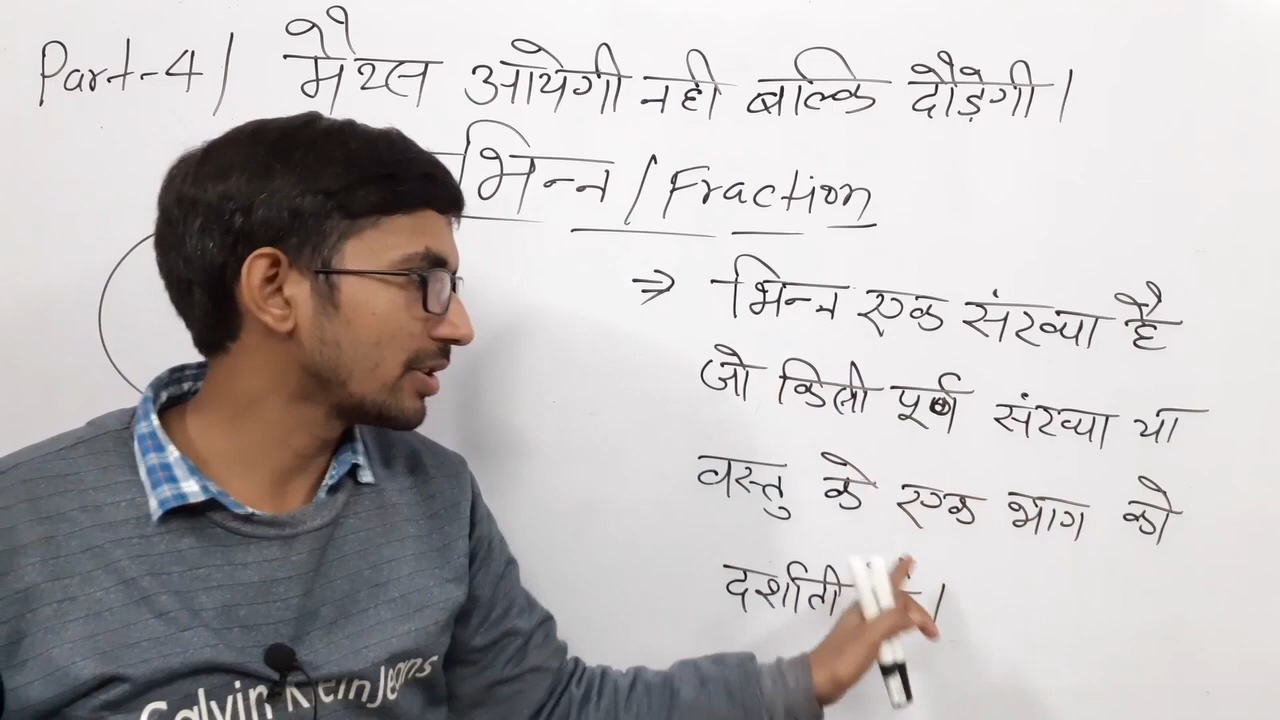 Part-4 | मैथ्स आयेगी नही बल्कि दौड़ेगी |
भिन्न / Fraction
⇒ भिन्न एक संख्या है
जो किसी पूर्ण संख्या या
वस्तु के एक भाग को
दर्शाती |
Calvin Klein Jeans